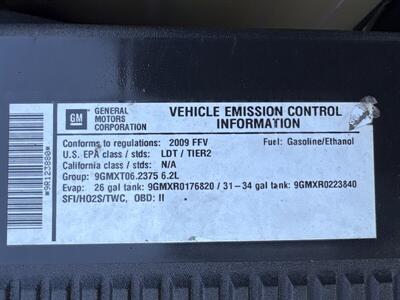 GM
GENERAL MOTORS CORPORATION
VEHICLE EMISSION CONTROL INFORMATION
Conforms to regulations: 2009 FFV Fuel: Gasoline/Ethanol
U.S. EPA class / stds: LDT / TIER2
California class / stds: N/A
Group: 9GMXT06.2375 6.2L
Evap: 26 gal tank: 9GMXR0176820 / 31-34 gal tank: 9GMXR0223840
SFI/HO2S/TWC, OBD: II
*9R123880*